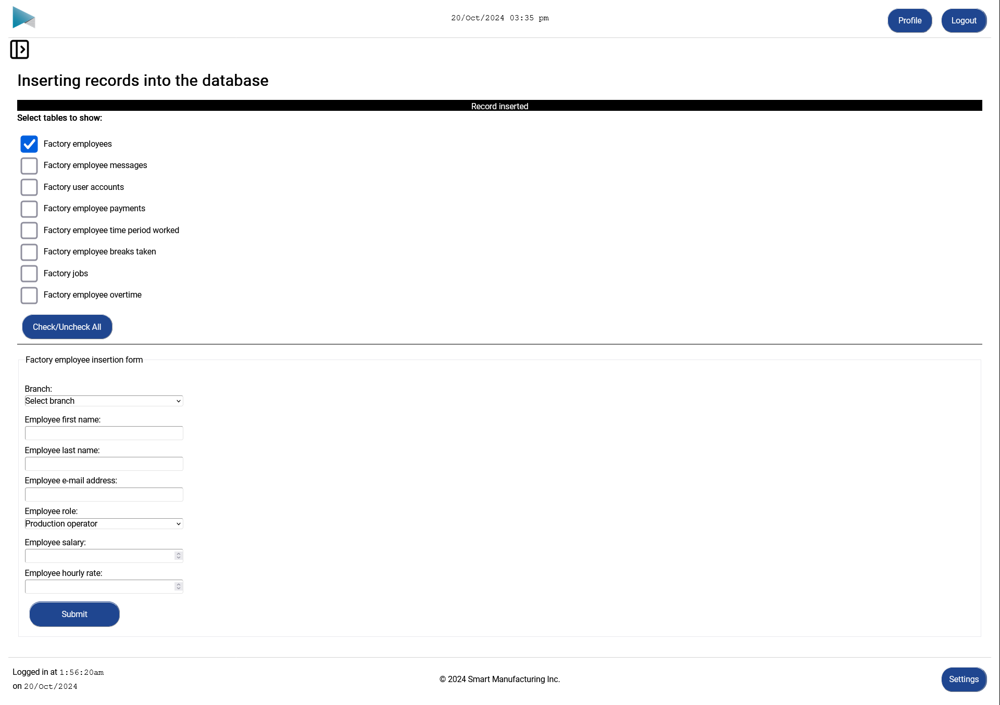 20/Oct/2024 03:35 pm
Profile
Logout
Inserting records into the database
Record inserted
Select tables to show:
Factory employees
Factory employee messages
Factory user accounts
Factory employee payments
Factory employee time period worked
Factory employee breaks taken
Factory jobs
Factory employee overtime
Check/Uncheck All
Factory employee insertion form
Branch:
Select branch
Employee first name:
Employee last name:
Employee e-mail address:
Employee role:
Production operator
Employee salary:
Employee hourly rate:
Submit
Logged in at 1:56:20am
on 20/Oct/2024
© 2024 Smart Manufacturing Inc.
Settings